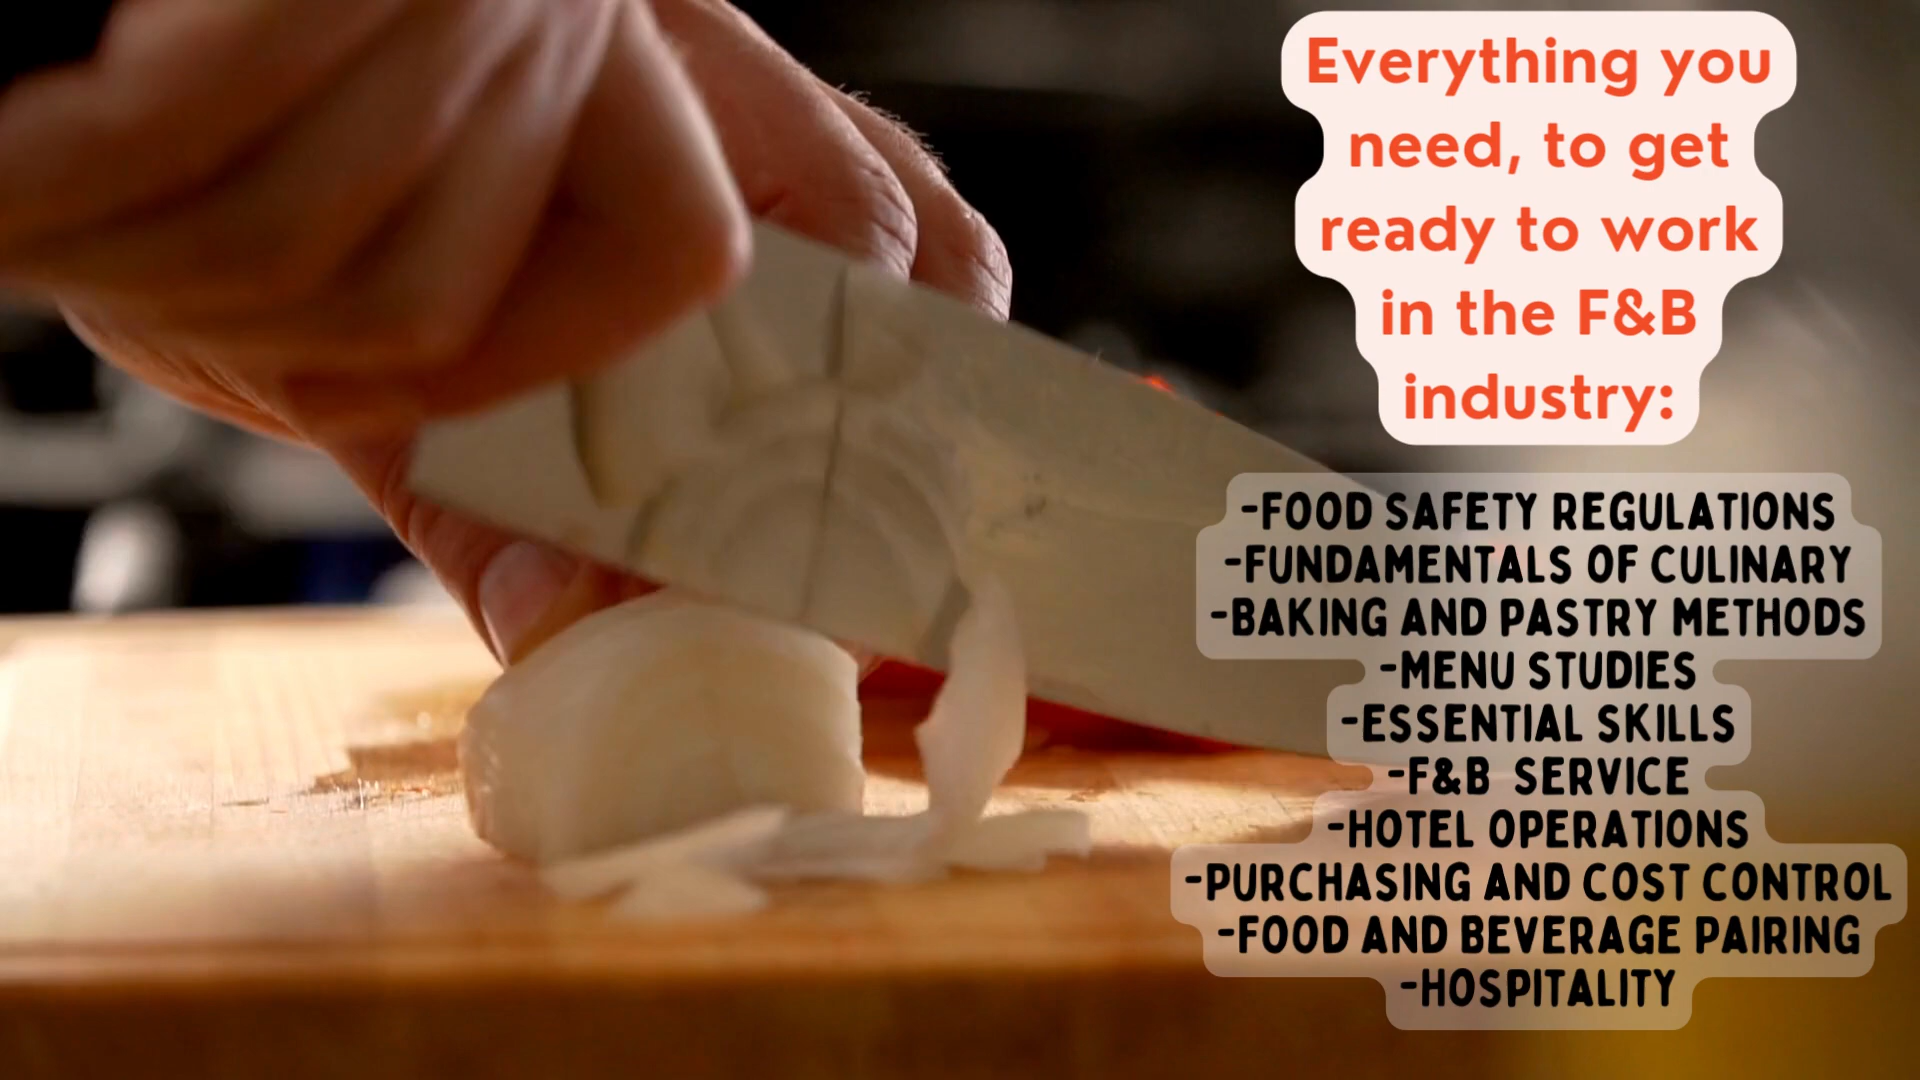 Everything you
need, to get
ready to work
in the F&B
industry:
-FOOD SAFETY REGULATIONS
-FUNDAMENTALS OF CULINARY
-BAKING AND PASTRY METHODS
-MENU STUDIES
-ESSENTIAL SKILLS
-F&B SERVICE
-HOTEL OPERATIONS
-PURCHASING AND COST CONTROL
-FOOD AND BEVERAGE PAIRING
-HOSPITALITY